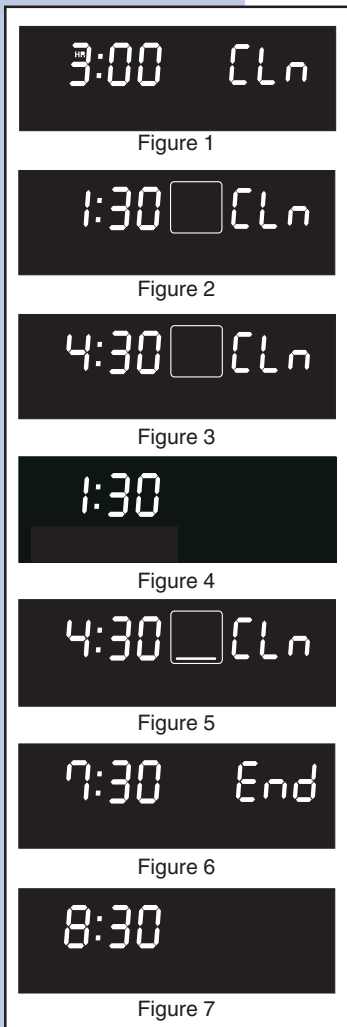 HR
3:00 CLn
Figure 1
1:30 CLn
Figure 2
4:30 CLn
Figure 3
1:30
Figure 4
4:30 CLn
Figure 5
7:30 End
Figure 6
8:30
Figure 7